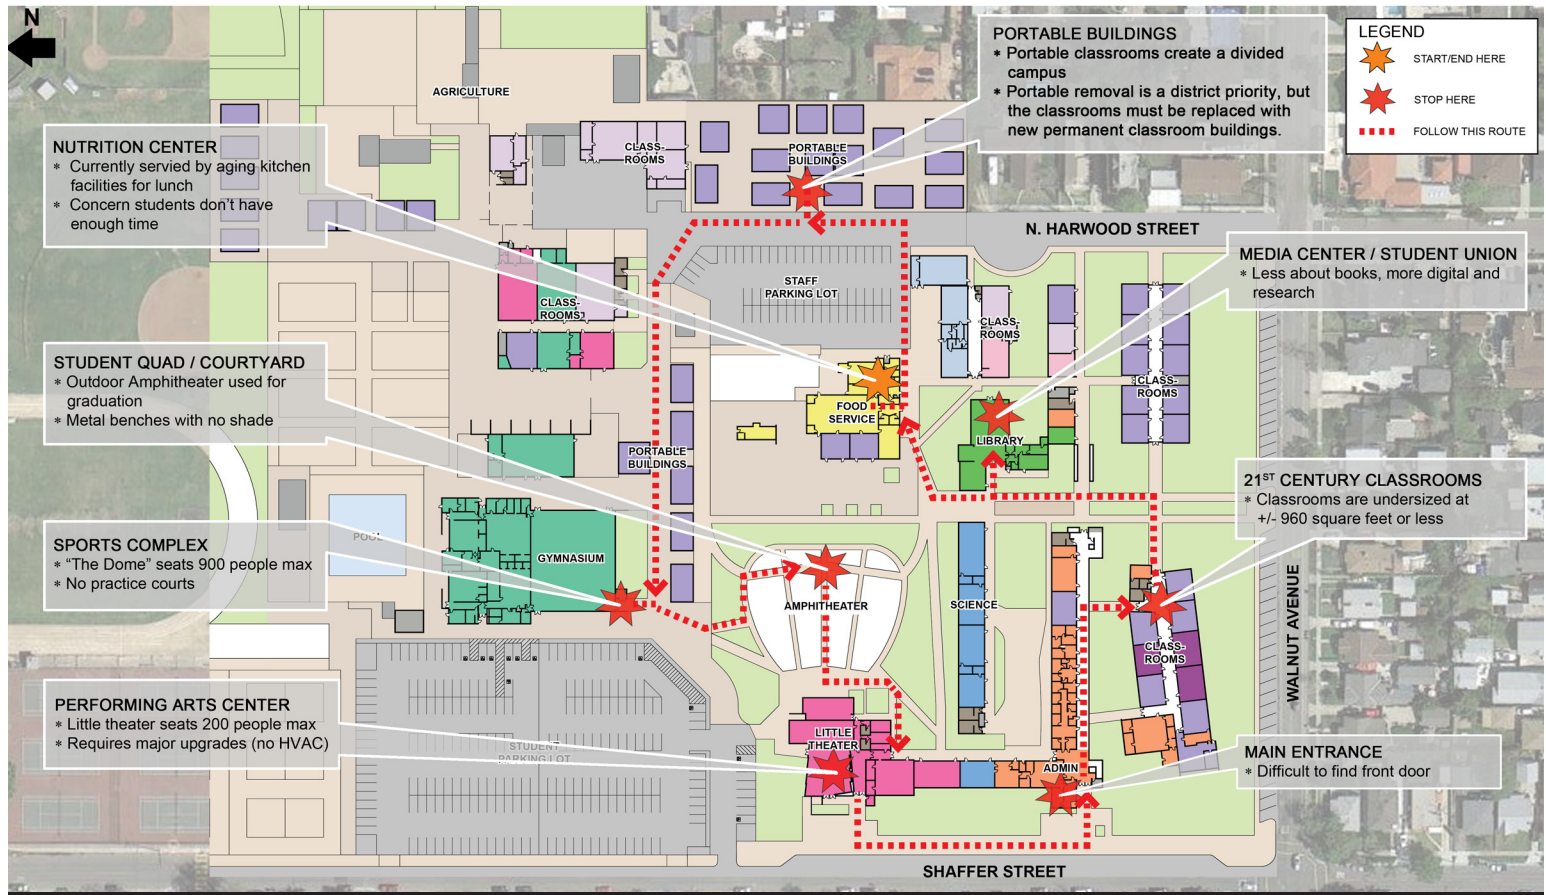 N
NUTRITION CENTER
* Currently servied by aging kitchen
facilities for lunch
* Concern students don't have
enough time
STUDENT QUAD / COURTYARD
* Outdoor Amphitheater used for
graduation
* Metal benches with no shade
SPORTS COMPLEX
* “The Dome” seats 900 people max
* No practice courts
PERFORMING ARTS CENTER
* Little theater seats 200 people max
* Requires major upgrades (no HVAC)
PORTABLE BUILDINGS
* Portable classrooms create a divided
campus
* Portable removal is a district priority, but
the classrooms must be replaced with
new permanent classroom buildings.
LEGEND
START/END HERE
STOP HERE
FOLLOW THIS ROUTE
MEDIA CENTER / STUDENT UNION
* Less about books, more digital and
research
21ST CENTURY CLASSROOMS
* Classrooms are undersized at
+/- 960 square feet or less
MAIN ENTRANCE
* Difficult to find front door
AGRICULTURE
CLASS-
ROOMS
PORTABLE
BUILDINGS
N. HARWOOD STREET
STAFF
PARKING LOT
CLASS-
ROOMS
CLASS-
ROOMS
CLASS-
ROOMS
FOOD
SERVICE
LIBRARY
PORTABLE
BUILDINGS
POOL
GYMNASIUM
AMPHITHEATER
SCIENCE
CLASS-
ROOMS
WALNUT AVENUE
LITTLE
THEATER
STUDENT
PARKING LOT
ADMIN
SHAFFER STREET